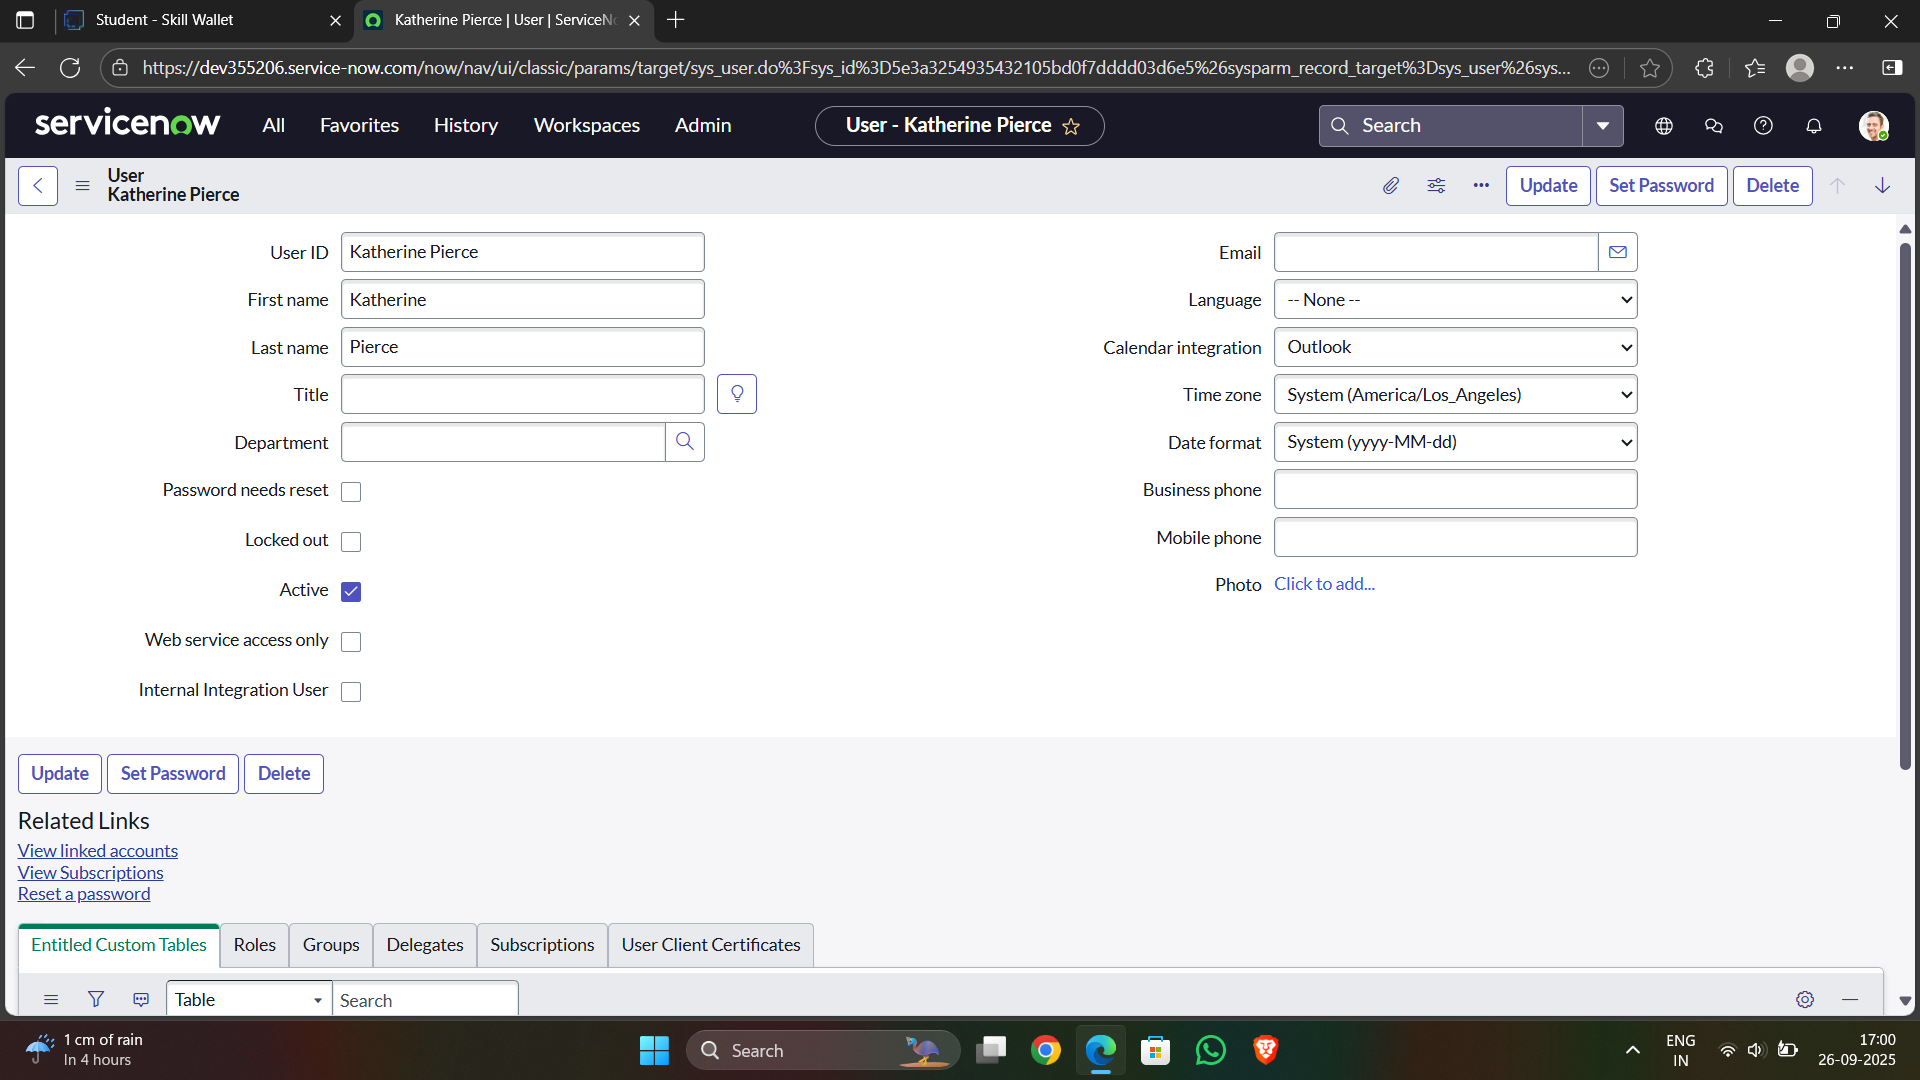 Student - Skill Wallet
Katherine Pierce | User | ServiceN
https://dev355206.service-now.com/now/nav/ui/classic/params/target/sys_user.do%3Fsys_id%3D5e3a3254935432105bd0f7dddd03d6e5%26sysparm_record_target%3Dsys_user%26sys...
servicenow All Favorites History Workspaces Admin User - Katherine Pierce Search
User
Katherine Pierce
Update Set Password Delete
User ID Katherine Pierce
First name Katherine
Last name Pierce
Title
Department
Password needs reset
Locked out
Active
Web service access only
Internal Integration User
Email
Language -- None --
Calendar integration Outlook
Time zone System (America/Los_Angeles)
Date format System (yyyy-MM-dd)
Business phone
Mobile phone
Photo Click to add...
Update Set Password Delete
Related Links
View linked accounts
View Subscriptions
Reset a password
Entitled Custom Tables Roles Groups Delegates Subscriptions User Client Certificates
Table Search
1 cm of rain
In 4 hours
Search
ENG
IN
17:00
26-09-2025